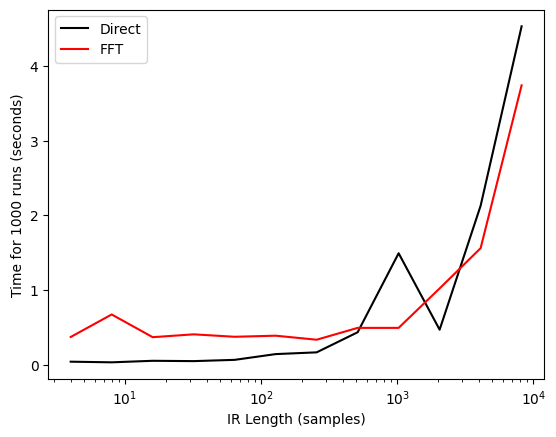 Direct
FFT
4
3
2
1
0
Time for 1000 runs (seconds)
10¹
10²
10³
10⁴
IR Length (samples)